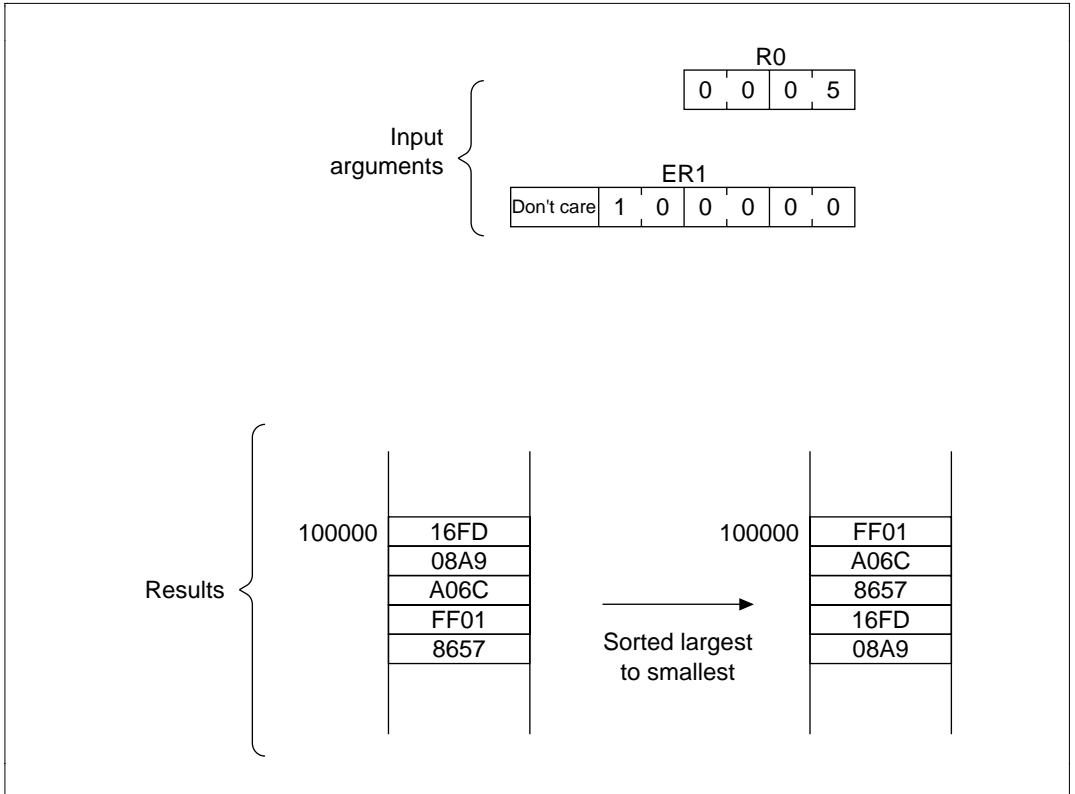 R0
0 0 0 5
Input
arguments
ER1
Don't care 1 0 0 0 0 0
Results
100000 16FD
08A9
A06C
FF01
8657
Sorted largest
to smallest
100000 FF01
A06C
8657
16FD
08A9